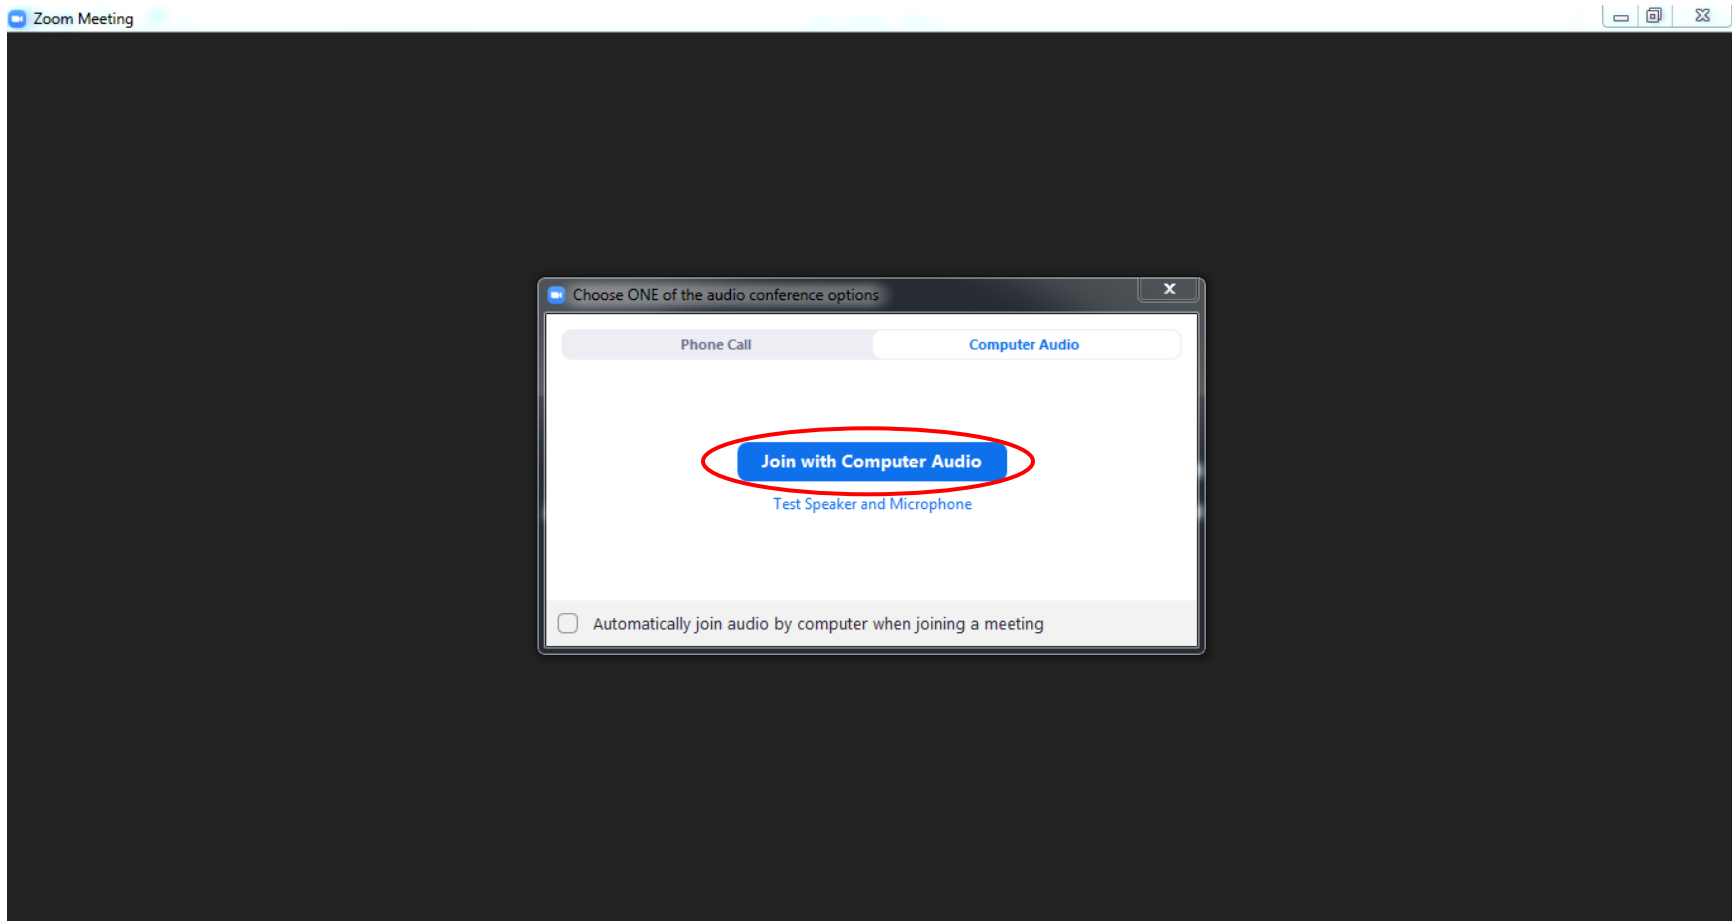 Zoom Meeting
Choose ONE of the audio conference options
Phone Call
Computer Audio
Join with Computer Audio
Test Speaker and Microphone
Automatically join audio by computer when joining a meeting